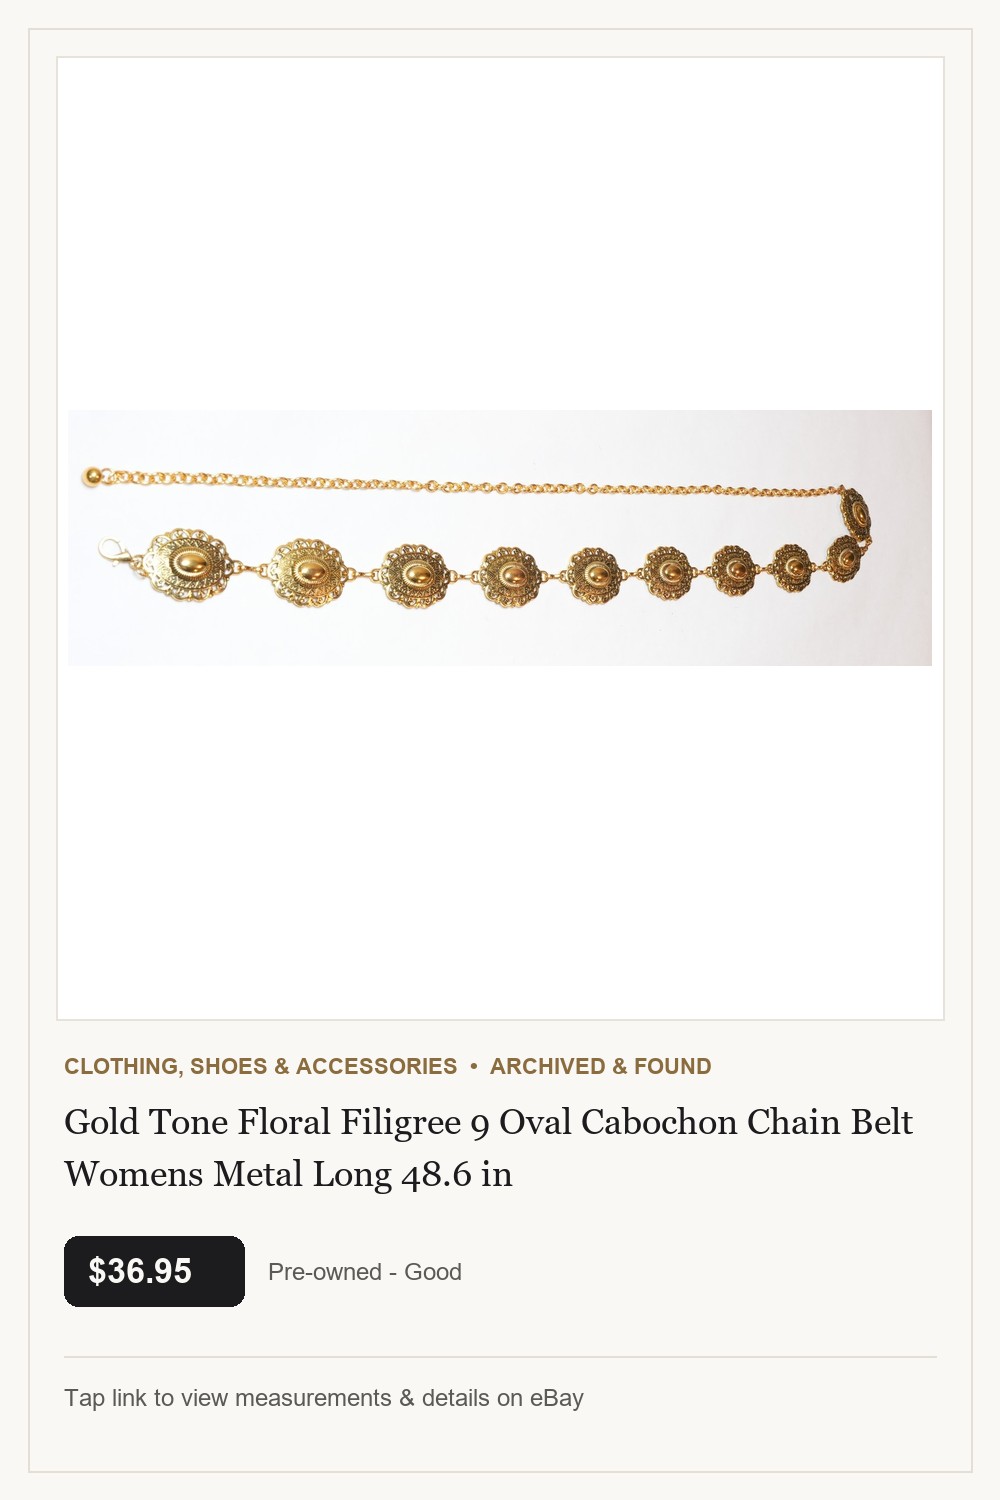 CLOTHING, SHOES & ACCESSORIES • ARCHIVED & FOUND
Gold Tone Floral Filigree 9 Oval Cabochon Chain Belt
Womens Metal Long 48.6 in
$36.95
Pre-owned - Good
Tap link to view measurements & details on eBay